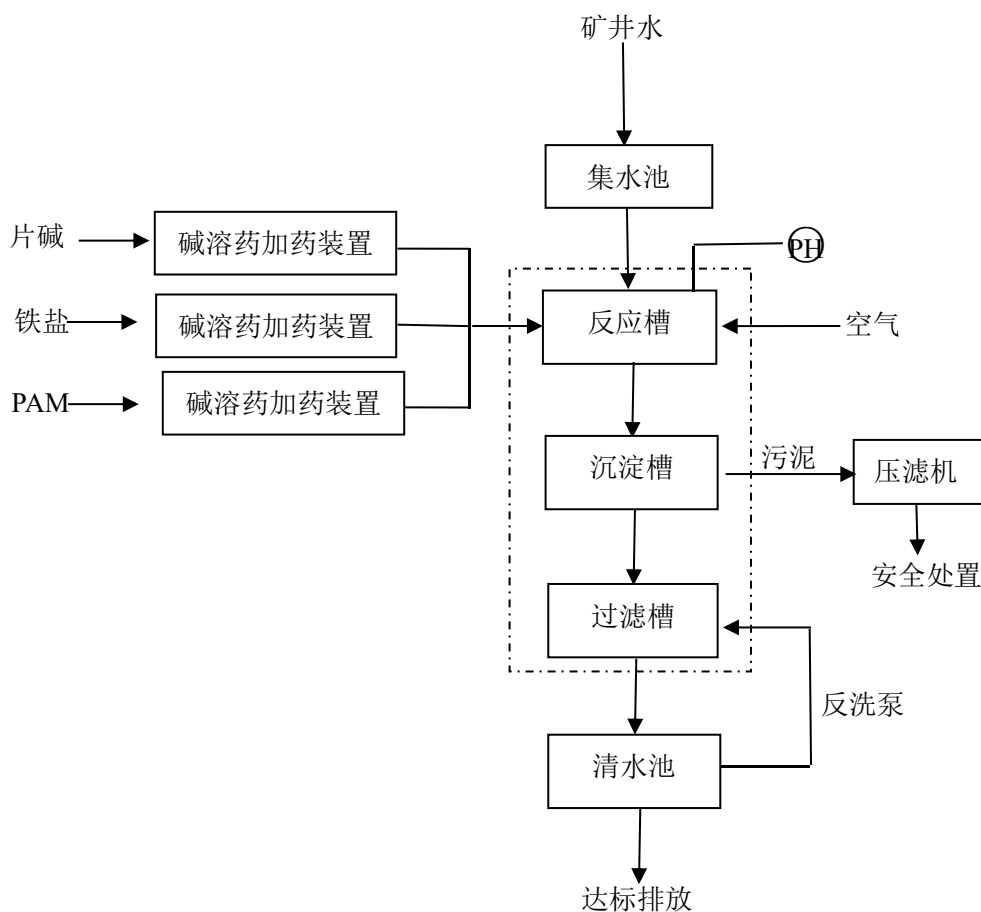 矿井水
集水池
片碱
碱溶药加药装置
PH
铁盐
碱溶药加药装置
反应槽
空气
PAM
碱溶药加药装置
沉淀槽
污泥
压滤机
安全处置
过滤槽
反洗泵
清水池
达标排放